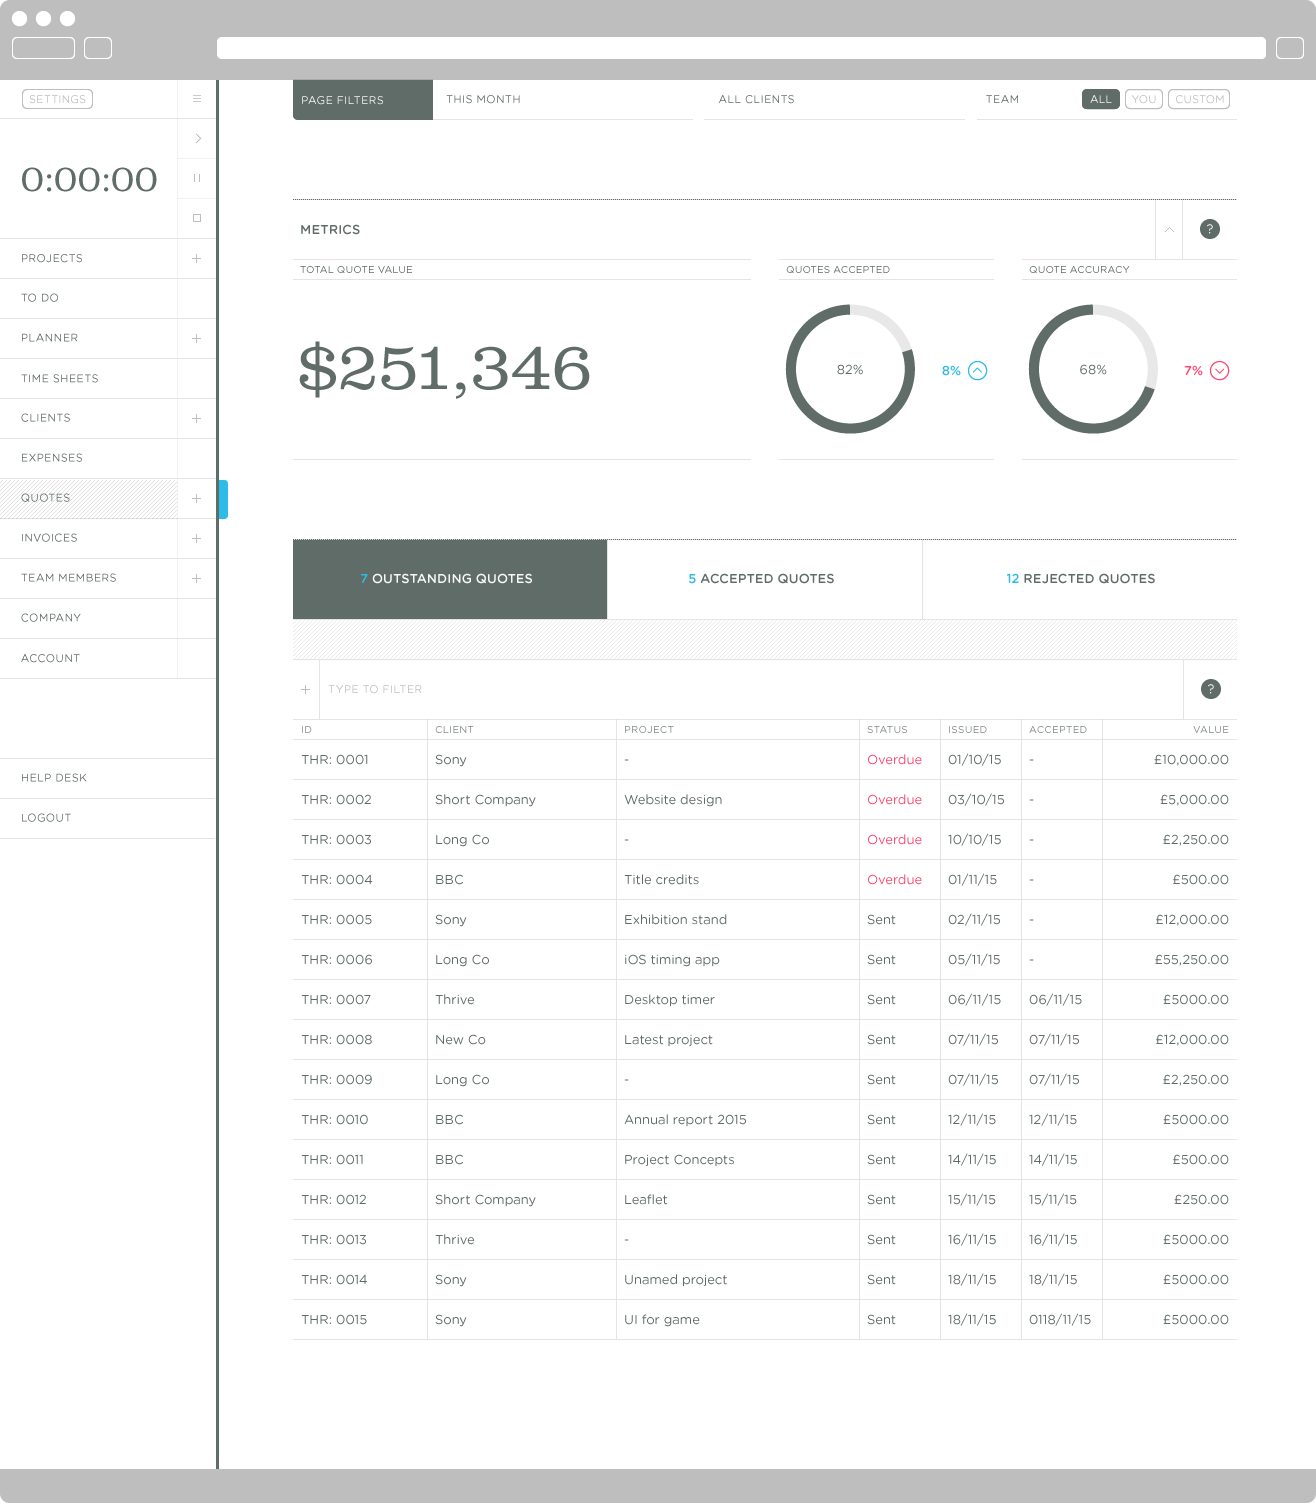 SETTINGS
PAGE FILTERS THIS MONTH ALL CLIENTS TEAM ALL YOU CUSTOM
0:00:00
PROJECTS
TO DO
PLANNER
TIME SHEETS
CLIENTS
EXPENSES
QUOTES
INVOICES
TEAM MEMBERS
COMPANY
ACCOUNT
HELP DESK
LOGOUT
METRICS ?
TOTAL QUOTE VALUE QUOTES ACCEPTED QUOTE ACCURACY
$251,346 82% 8% 68% 7%
7 OUTSTANDING QUOTES 5 ACCEPTED QUOTES 12 REJECTED QUOTES
TYPE TO FILTER ?
ID CLIENT PROJECT STATUS ISSUED ACCEPTED VALUE
THR: 0001 Sony - Overdue 01/10/15 - £10,000.00
THR: 0002 Short Company Website design Overdue 03/10/15 - £5,000.00
THR: 0003 Long Co - Overdue 10/10/15 - £2,250.00
THR: 0004 BBC Title credits Overdue 01/11/15 - £500.00
THR: 0005 Sony Exhibition stand Sent 02/11/15 - £12,000.00
THR: 0006 Long Co iOS timing app Sent 05/11/15 - £55,250.00
THR: 0007 Thrive Desktop timer Sent 06/11/15 06/11/15 £5000.00
THR: 0008 New Co Latest project Sent 07/11/15 07/11/15 £12,000.00
THR: 0009 Long Co - Sent 07/11/15 07/11/15 £2,250.00
THR: 0010 BBC Annual report 2015 Sent 12/11/15 12/11/15 £5000.00
THR: 0011 BBC Project Concepts Sent 14/11/15 14/11/15 £500.00
THR: 0012 Short Company Leaflet Sent 15/11/15 15/11/15 £250.00
THR: 0013 Thrive - Sent 16/11/15 16/11/15 £5000.00
THR: 0014 Sony Unamed project Sent 18/11/15 18/11/15 £5000.00
THR: 0015 Sony UI for game Sent 18/11/15 0118/11/15 £5000.00